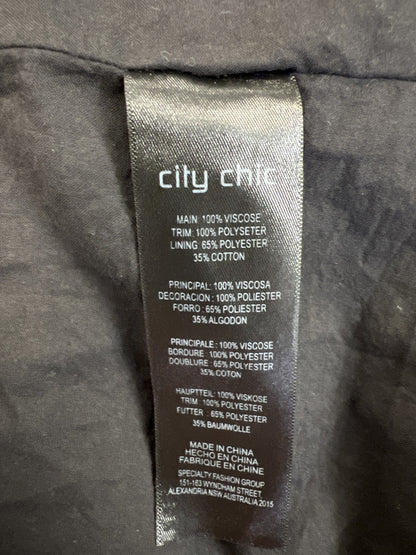 city chic
MAIN: 100% VISCOSE
TRIM: 100% POLYSETER
LINING: 65% POLYESTER
35% COTTON
PRINCIPAL: 100% VISCOSA
DECORACION: 100% POLIESTER
FORRO: 65% POLIESTER
35% ALGODON
PRINCIPALE: 100% VISCOSE
BORDURE: 100% POLYESTER
DOUBLURE: 65% POLYESTER
35% COTON
HAUPTTEIL: 100% VISKOSE
TRIM: 100% POLYESTER
FUTTER : 65% POLYESTER
35% BAUMWOLLE
MADE IN CHINA
HECHO EN CHINA
FABRIQUE EN CHINE
SPECIALTY FASHION GROUP
151-163 WYNDHAM STREET
ALEXANDRIA NSW AUSTRALIA 2015